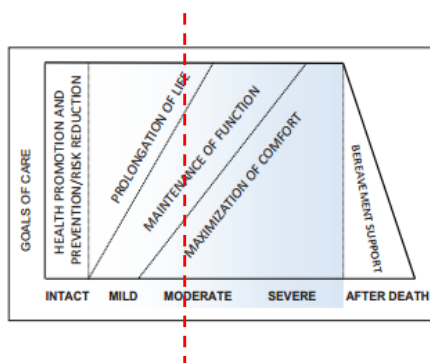 GOALS OF CARE
HEALTH PROMOTION AND
PREVENTION/RISK REDUCTION
PROLONGATION OF LIFE
MAINTENANCE OF FUNCTION
MAXIMIZATION OF COMFORT
BEREAVEMENT SUPPORT
INTACT MILD MODERATE SEVERE AFTER DEATH